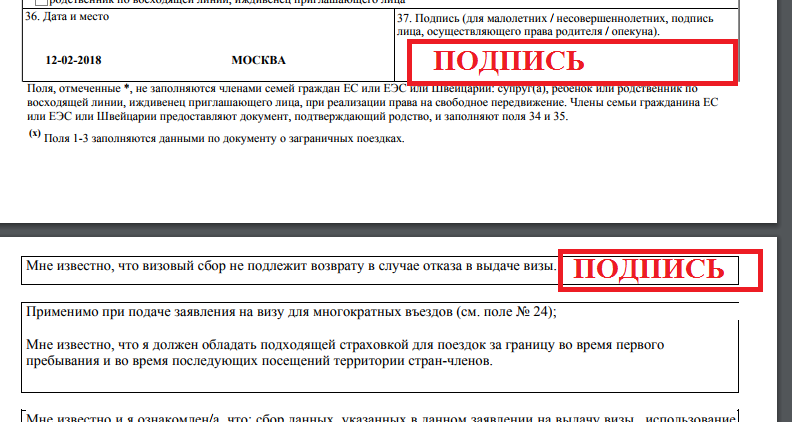 родственник по восходящей линии, иждивенец приглашающего лица
36. Дата и место
12-02-2018 МОСКВА
37. Подпись (для малолетних / несовершеннолетних, подпись
лица, осуществляющего права родителя / опекуна).
ПОДПИСЬ
Поля, отмеченные *, не заполняются членами семей граждан ЕС или ЕЭС или Швейцарии: супруг(а), ребенок или родственник по
восходящей линии, иждивенец приглашающего лица, при реализации права на свободное передвижение. Члены семьи гражданина ЕС
или ЕЭС или Швейцарии предоставляют документ, подтверждающий родство, и заполняют поля 34 и 35.
(x) Поля 1-3 заполняются данными по документу о заграничных поездках.
Мне известно, что визовый сбор не подлежит возврату в случае отказа в выдаче визы. ПОДПИСЬ
Применимо при подаче заявления на визу для многократных въездов (см. поле № 24);
Мне известно, что я должен обладать подходящей страховкой для поездок за границу во время первого
пребывания и во время последующих посещений территории стран-членов.
Мне известно и я ознакомлен/а, что: сбор данных, указанных в данном заявлении на выдачу визы, использование